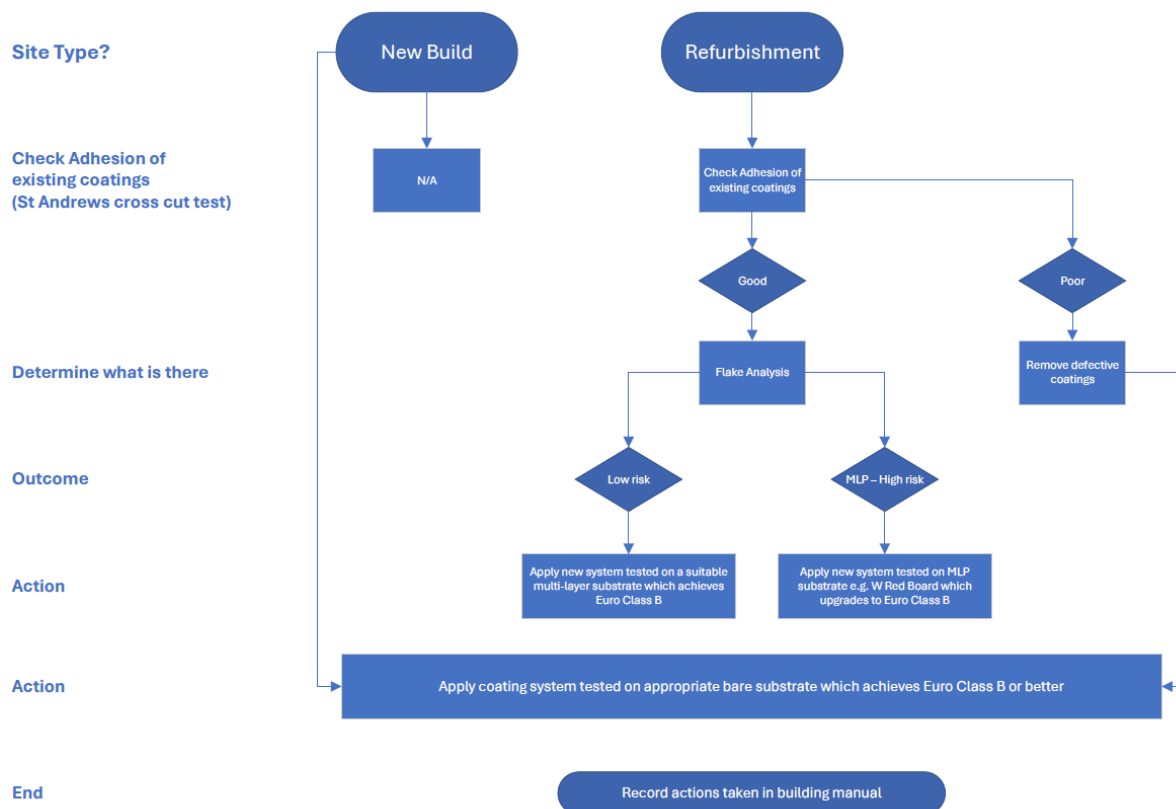 Site Type?
New Build
Refurbishment
Check Adhesion of
existing coatings
(St Andrews cross cut test)
N/A
Check Adhesion of
existing coatings
Good
Poor
Determine what is there
Flake Analysis
Remove defective
coatings
Outcome
Low risk
MLP – High risk
Action
Apply new system tested on a suitable
multi-layer substrate which achieves
Euro Class B
Apply new system tested on MLP
substrate e.g. W Red Board which
upgrades to Euro Class B
Action
Apply coating system tested on appropriate bare substrate which achieves Euro Class B or better
End
Record actions taken in building manual